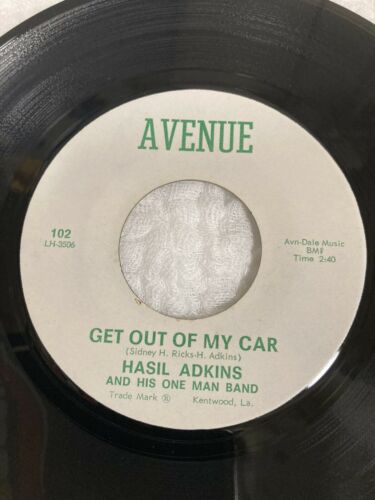 AVENUE
102
LH-3506
Avn-Dale Music
BMI
Time 2:40
GET OUT OF MY CAR
(Sidney H. Ricks-H. Adkins)
HASIL ADKINS
AND HIS ONE MAN BAND
Trade Mark ® Kentwood, La.